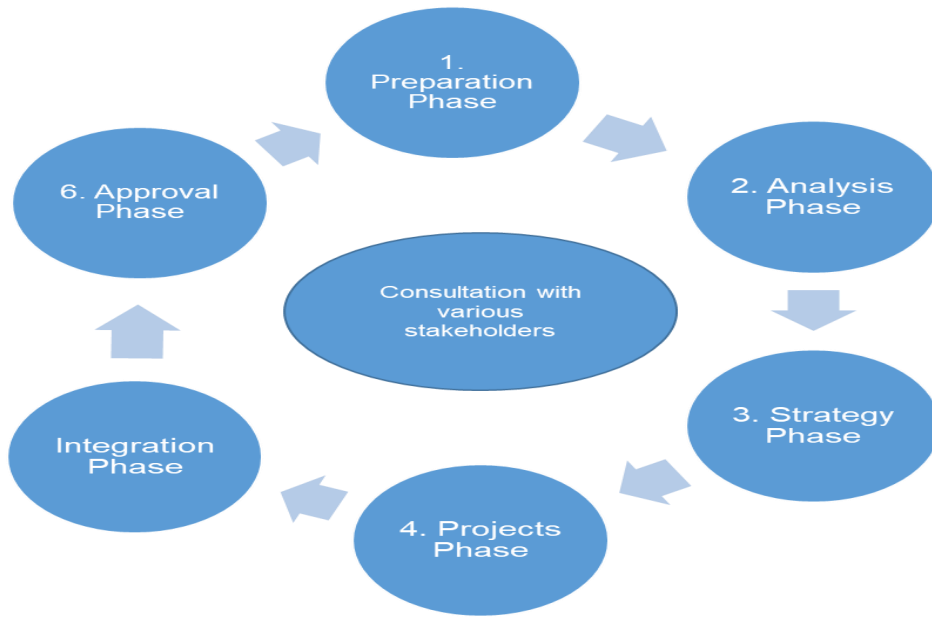 1.
Preparation
Phase
2. Analysis
Phase
3. Strategy
Phase
4. Projects
Phase
Integration
Phase
6. Approval
Phase
Consultation with
various
stakeholders